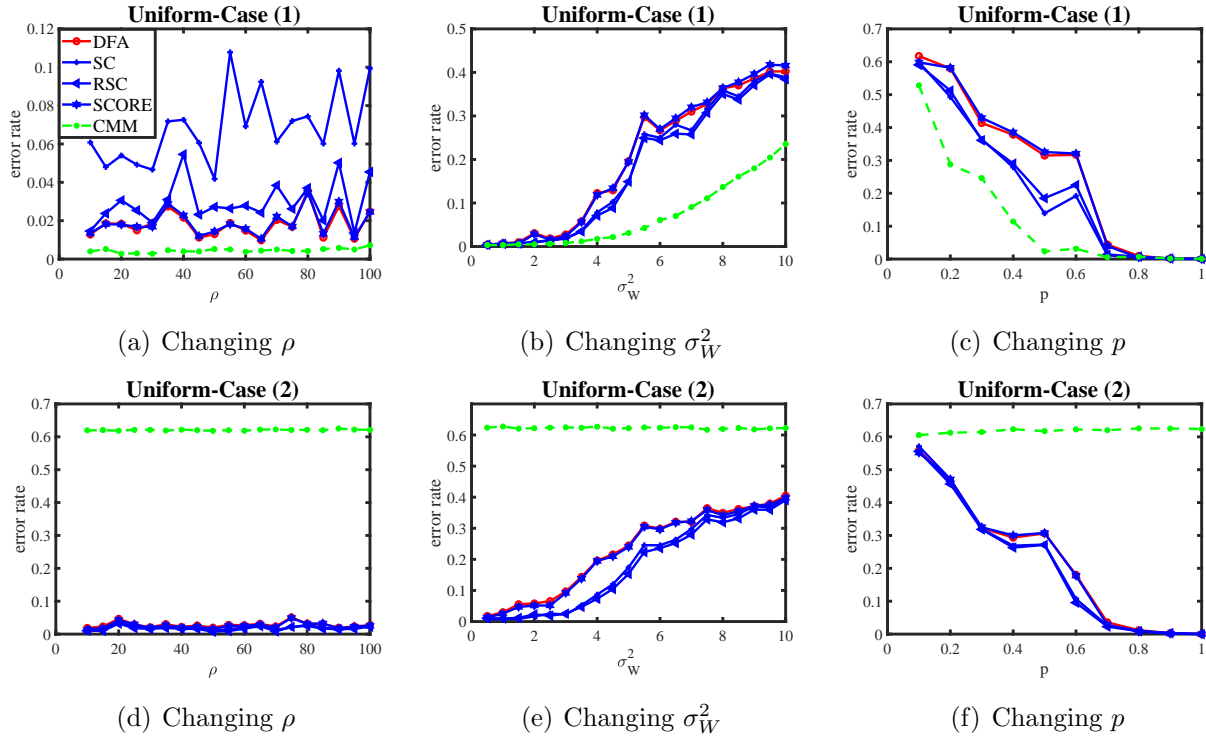 Uniform-Case (1)
0.12
0.1
0.08
0.06
0.04
0.02
0
error rate
DFA
SC
RSC
SCORE
CMM
0 20 40 60 80 100
ρ
(a) Changing ρ
Uniform-Case (1)
0.5
0.4
0.3
0.2
0.1
0
error rate
0 2 4 6 8 10
σ²_W
(b) Changing σ²_W
Uniform-Case (1)
0.7
0.6
0.5
0.4
0.3
0.2
0.1
0
error rate
0 0.2 0.4 0.6 0.8 1
p
(c) Changing p
Uniform-Case (2)
0.7
0.6
0.5
0.4
0.3
0.2
0.1
0
error rate
0 20 40 60 80 100
ρ
(d) Changing ρ
Uniform-Case (2)
0.7
0.6
0.5
0.4
0.3
0.2
0.1
0
error rate
0 2 4 6 8 10
σ²_W
(e) Changing σ²_W
Uniform-Case (2)
0.7
0.6
0.5
0.4
0.3
0.2
0.1
0
error rate
0 0.2 0.4 0.6 0.8 1
p
(f) Changing p